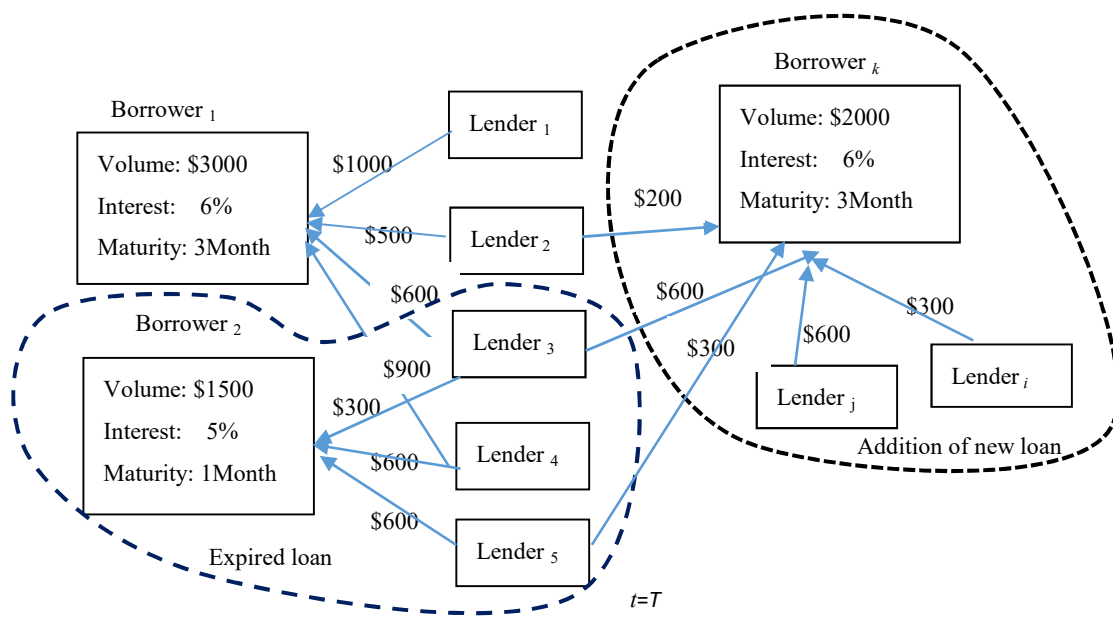 Borrower 1
Volume: $3000
Interest: 6%
Maturity: 3Month
$1000
$500
$600
$900
Lender 1
Lender 2
Lender 3
Lender 4
Lender 5
Borrower 2
Volume: $1500
Interest: 5%
Maturity: 1Month
$300
$600
$600
Expired loan
Borrower k
Volume: $2000
Interest: 6%
Maturity: 3Month
$200
$600
$300
$600
$300
Lender j
Lender i
Addition of new loan
t=T